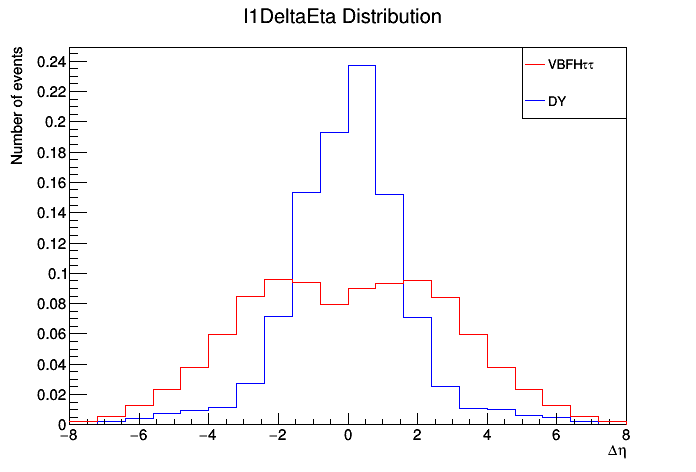 l1DeltaEta Distribution
Number of events
0.24
0.22
0.2
0.18
0.16
0.14
0.12
0.1
0.08
0.06
0.04
0.02
0
−8 −6 −4 −2 0 2 4 6 8
Δη
VBFHττ
DY